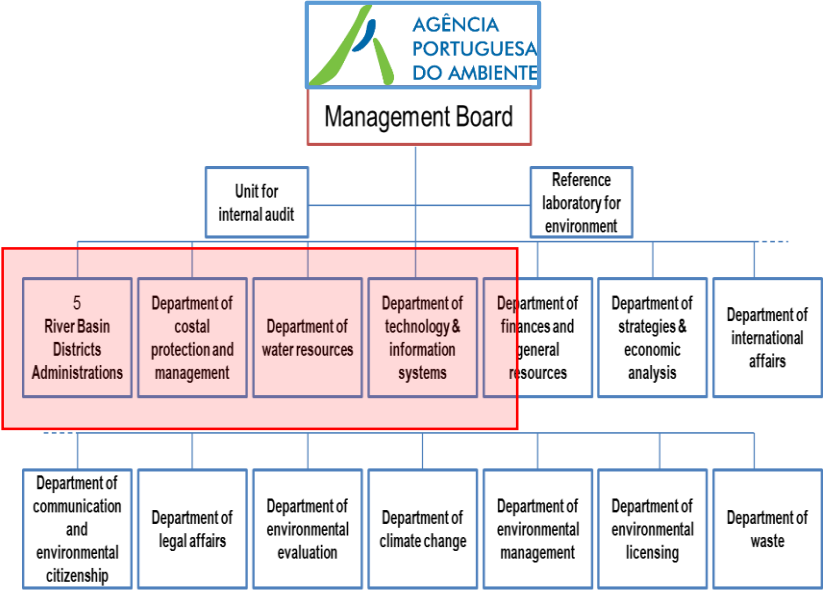 AGÊNCIA
PORTUGUESA
DO AMBIENTE
Management Board
Unit for
internal audit
Reference
laboratory for
environment
5
River Basin
Districts
Administrations
Department of
costal
protection and
management
Department of
water resources
Department of
technology &
information
systems
Department of
finances and
general
resources
Department of
strategies &
economic
analysis
Department of
international
affairs
Department of
communication
and
environmental
citizenship
Department of
legal affairs
Department of
environmental
evaluation
Department of
climate change
Department of
environmental
management
Department of
environmental
licensing
Department of
waste